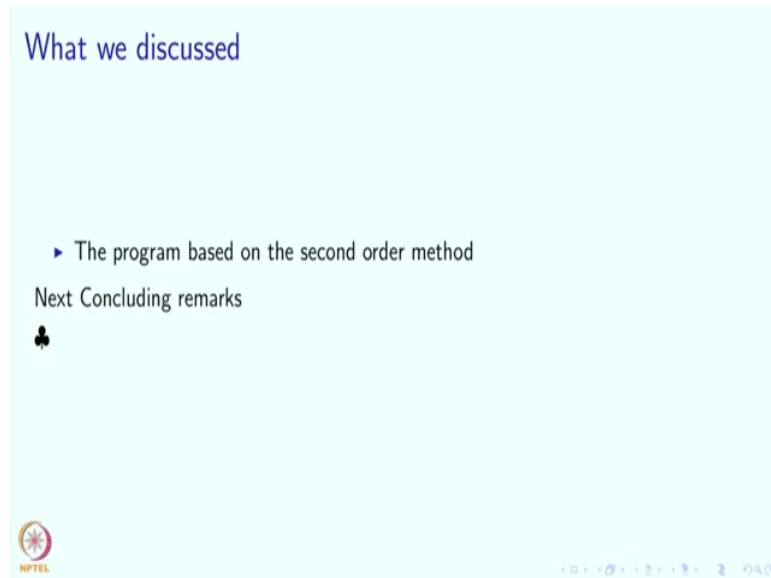 What we discussed
The program based on the second order method
Next Concluding remarks
NPTEL